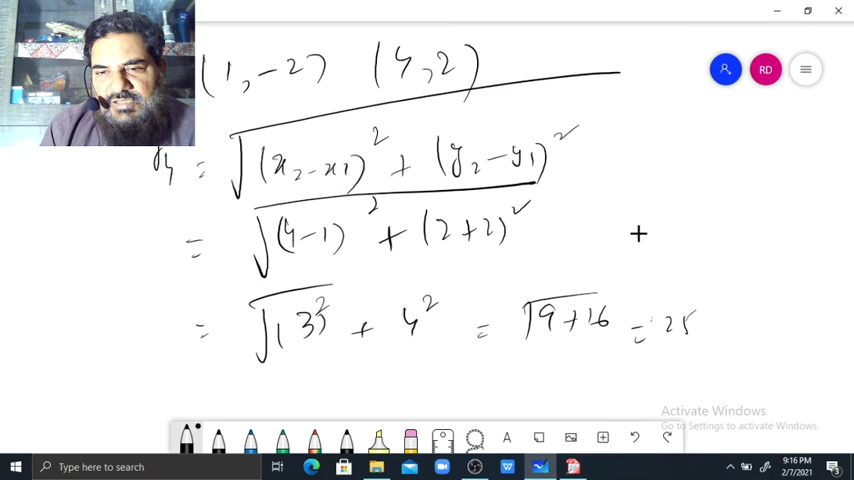 (1,-2) (4,2)
RD
= √(x₂-x₁)² + (y₂-y₁)²
= √(4-1)² + (2+2)²
= √(3)² + 4² = √9+16 = 25
Activate Windows
Go to Settings to activate Windows.
A
Type here to search
9:16 PM
2/7/2021
3